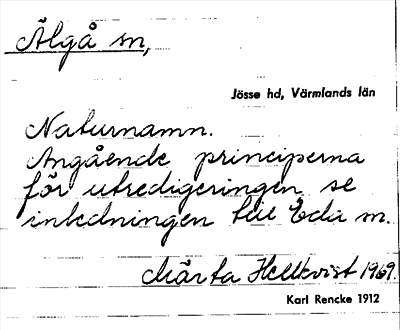 Älgå sn,
Jösse hd, Värmlands län
Naturnamn.
Angående principerna
för utredigeringen se
inledningen till Eda sn.
Märta Hellkvist 1969.
Karl Rencke 1912